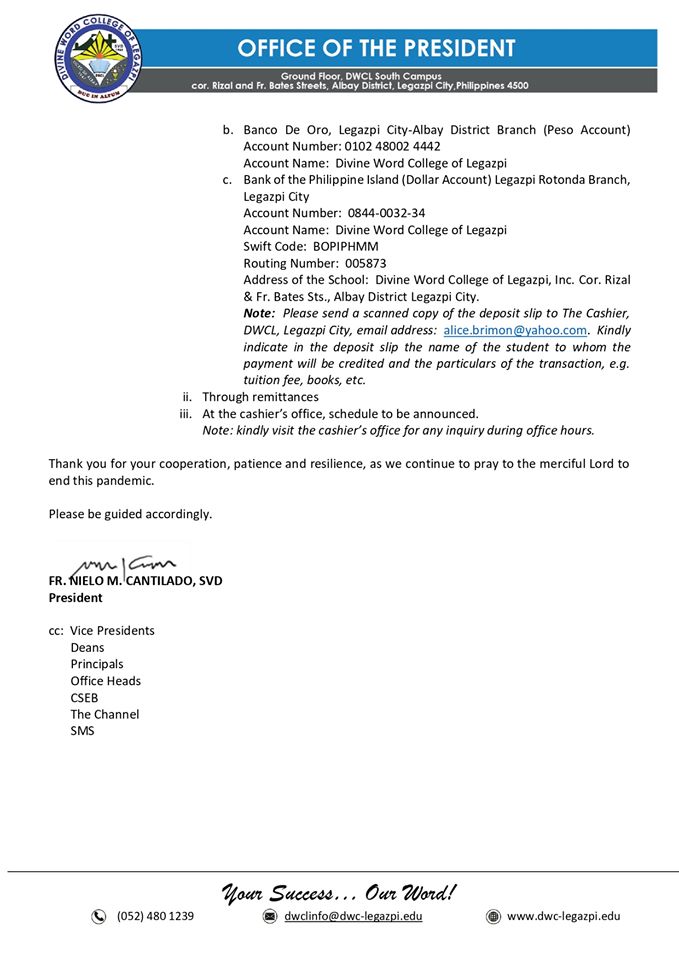 DIVINE WORD COLLEGE OF LEGAZPI
SVD
DUC IN ALTUM
OFFICE OF THE PRESIDENT
Ground Floor, DWCL South Campus
cor. Rizal and Fr. Bates Streets, Albay District, Legazpi City,Philippines 4500
b. Banco De Oro, Legazpi City-Albay District Branch (Peso Account)
Account Number: 0102 48002 4442
Account Name: Divine Word College of Legazpi
c. Bank of the Philippine Island (Dollar Account) Legazpi Rotonda Branch,
Legazpi City
Account Number: 0844-0032-34
Account Name: Divine Word College of Legazpi
Swift Code: BOPIPHMM
Routing Number: 005873
Address of the School: Divine Word College of Legazpi, Inc. Cor. Rizal
& Fr. Bates Sts., Albay District Legazpi City.
Note: Please send a scanned copy of the deposit slip to The Cashier,
DWCL, Legazpi City, email address: alice.brimon@yahoo.com. Kindly
indicate in the deposit slip the name of the student to whom the
payment will be credited and the particulars of the transaction, e.g.
tuition fee, books, etc.
ii. Through remittances
iii. At the cashier’s office, schedule to be announced.
Note: kindly visit the cashier’s office for any inquiry during office hours.
Thank you for your cooperation, patience and resilience, as we continue to pray to the merciful Lord to
end this pandemic.
Please be guided accordingly.
FR. NIELO M. CANTILADO, SVD
President
cc: Vice Presidents
Deans
Principals
Office Heads
CSEB
The Channel
SMS
Your Success... Our Word!
(052) 480 1239
dwclinfo@dwc-legazpi.edu
www.dwc-legazpi.edu